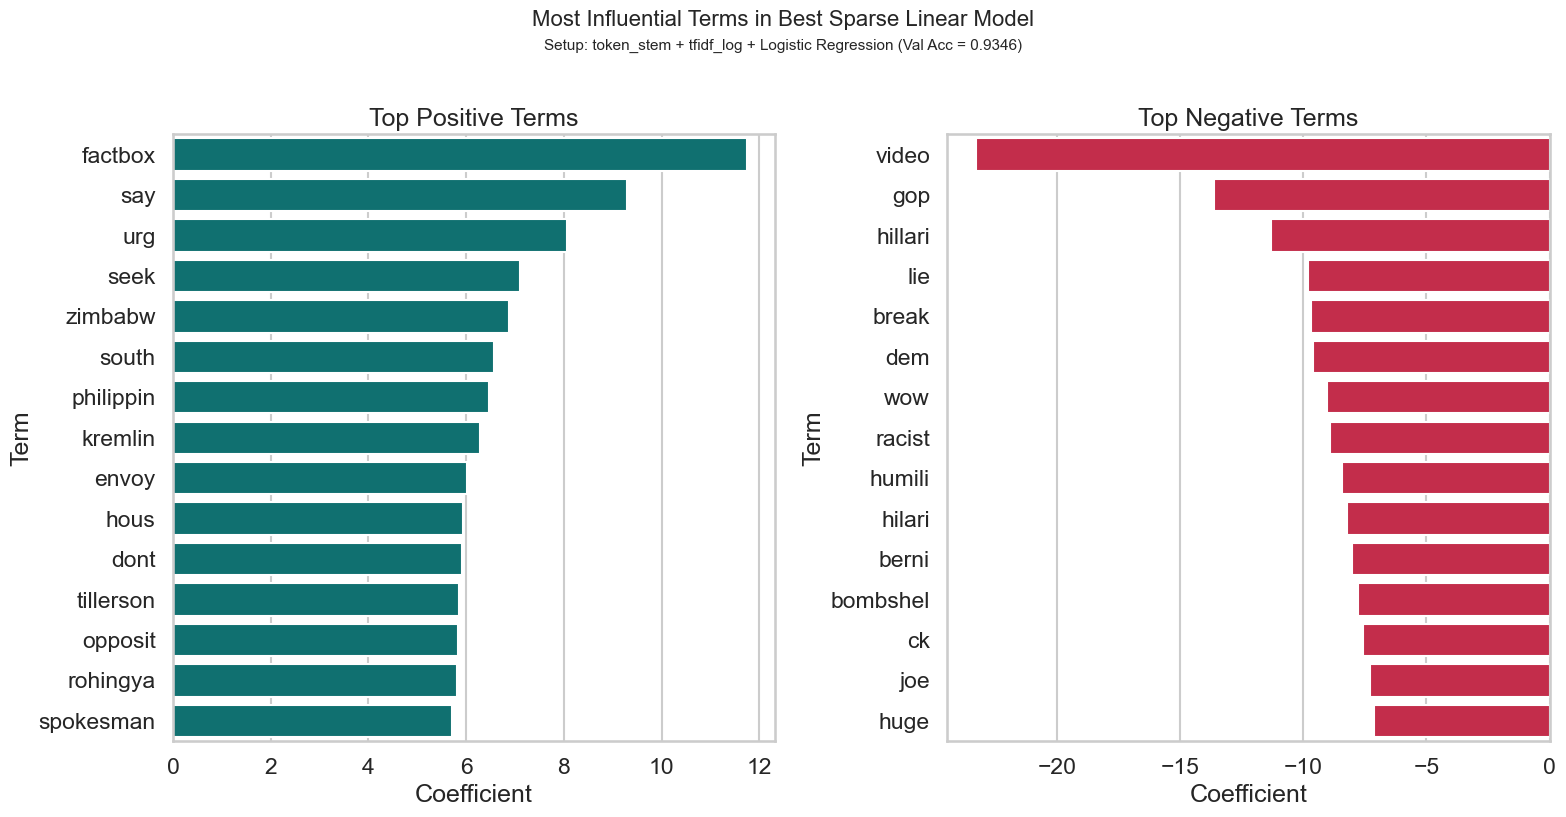 Most Influential Terms in Best Sparse Linear Model
Setup: token_stem + tfidf_log + Logistic Regression (Val Acc = 0.9346)
Top Positive Terms
Term
factbox
say
urg
seek
zimbabw
south
philippin
kremlin
envoy
hous
dont
tillerson
opposit
rohingya
spokesman
0 2 4 6 8 10 12
Coefficient
Top Negative Terms
Term
video
gop
hillari
lie
break
dem
wow
racist
humili
hilari
berni
bombshel
ck
joe
huge
−20 −15 −10 −5 0
Coefficient